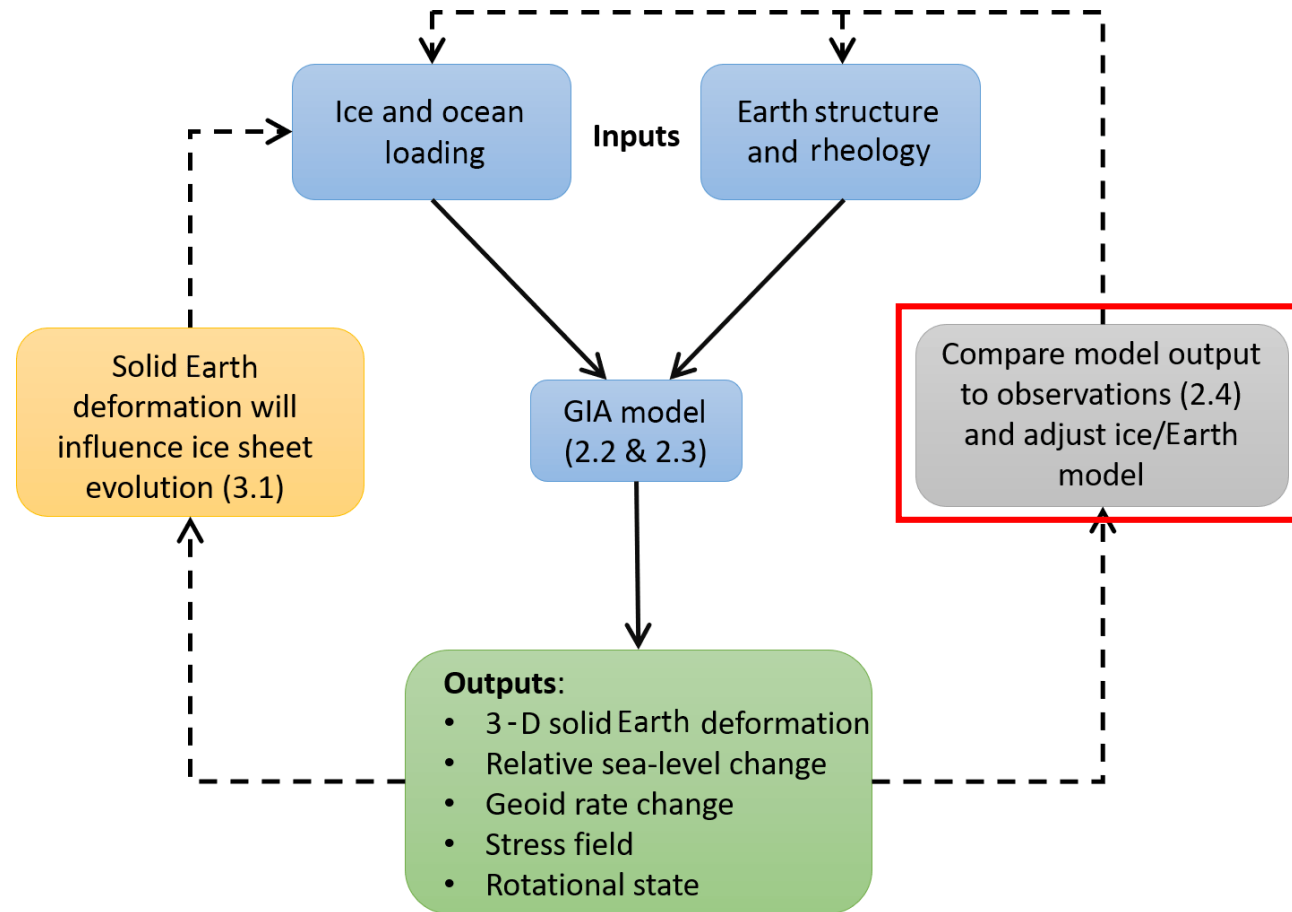 Ice and ocean
loading
Inputs
Earth structure
and rheology
Solid Earth
deformation will
influence ice sheet
evolution (3.1)
GIA model
(2.2 & 2.3)
Compare model output
to observations (2.4)
and adjust ice/Earth
model
Outputs:
• 3-D solid Earth deformation
• Relative sea-level change
• Geoid rate change
• Stress field
• Rotational state